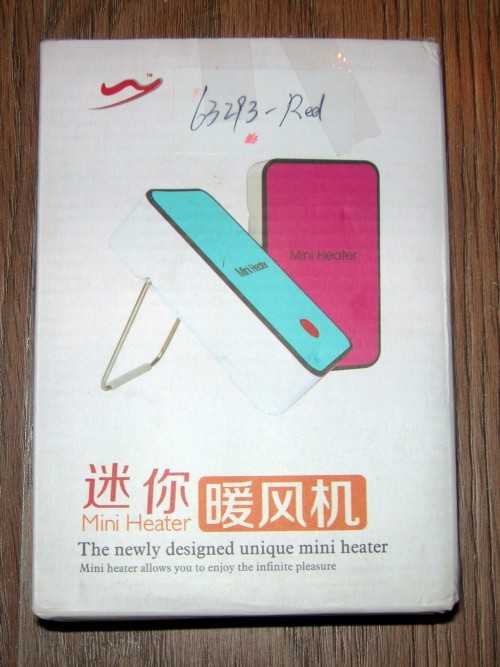 TM
63293-Red
Mini Heater
Mini Heater
迷你
Mini Heater
暖风机
The newly designed unique mini heater
Mini heater allows you to enjoy the infinite pleasure